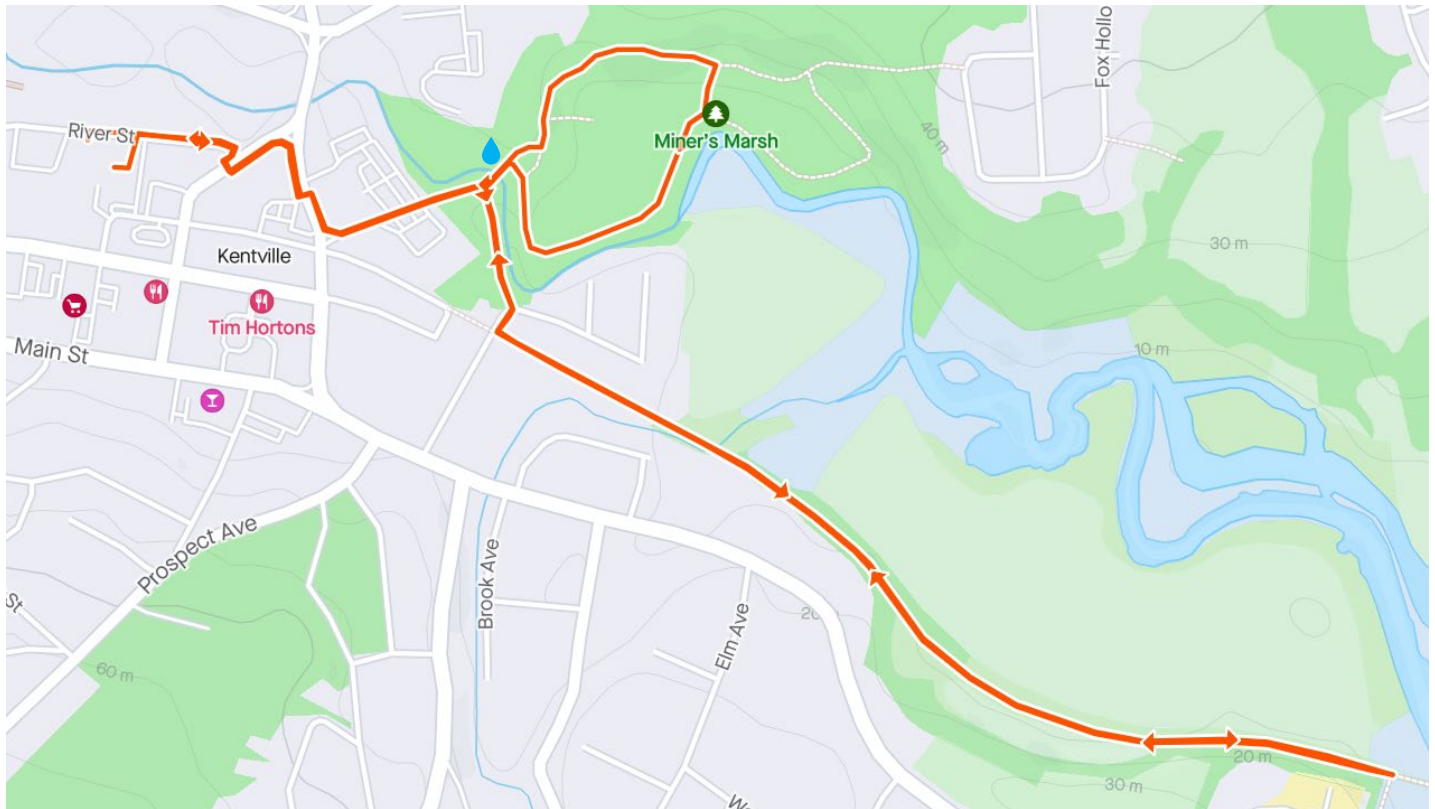 Fox Hollo
River St
40 m
Miner's Marsh
30 m
Kentville
Tim Hortons
Main St
10 m
Prospect Ave
St
Brook Ave
20
Elm Ave
60 m
20 m
30 m